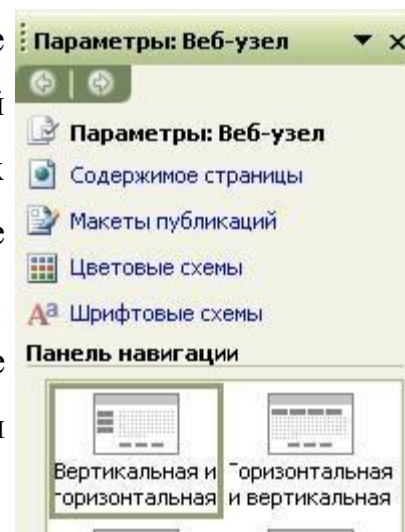 Параметры: Веб-узел
Параметры: Веб-узел
Содержимое страницы
Макеты публикаций
Цветовые схемы
Aа Шрифтовые схемы
Панель навигации
Вертикальная и горизонтальная
Горизонтальная и вертикальная